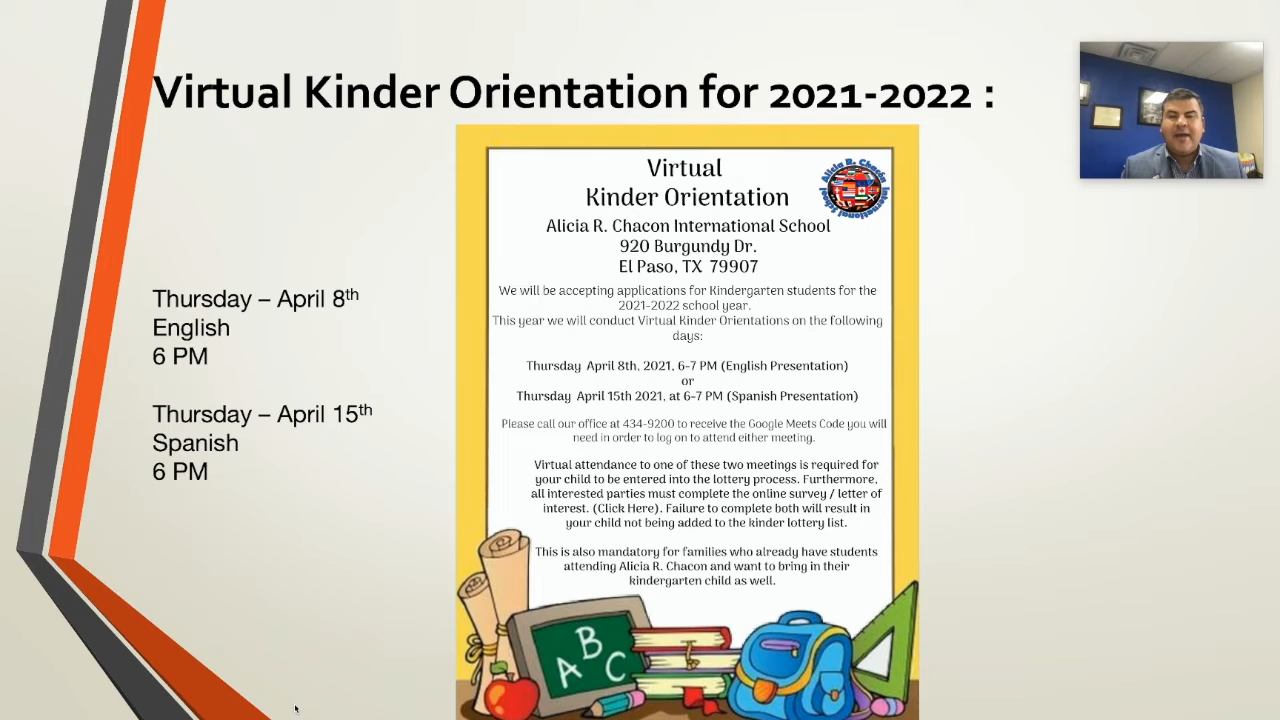 Virtual Kinder Orientation for 2021-2022 :
Thursday – April 8th
English
6 PM
Thursday – April 15th
Spanish
6 PM
Virtual
Kinder Orientation
Alicia R. Chacón International School
Alicia R. Chacon International School
920 Burgundy Dr.
El Paso, TX 79907
We will be accepting applications for Kindergarten students for the
2021-2022 school year.
This year we will conduct Virtual Kinder Orientations on the following
days:
Thursday April 8th, 2021, 6-7 PM (English Presentation)
or
Thursday April 15th 2021, at 6-7 PM (Spanish Presentation)
Please call our office at 434-9200 to receive the Google Meets Code you will
need in order to log on to attend either meeting.
Virtual attendance to one of these two meetings is required for
your child to be entered into the lottery process. Furthermore,
all interested parties must complete the online survey / letter of
interest. (Click Here). Failure to complete both will result in
your child not being added to the kinder lottery list.
This is also mandatory for families who already have students
attending Alicia R. Chacon and want to bring in their
kindergarten child as well.
A B C